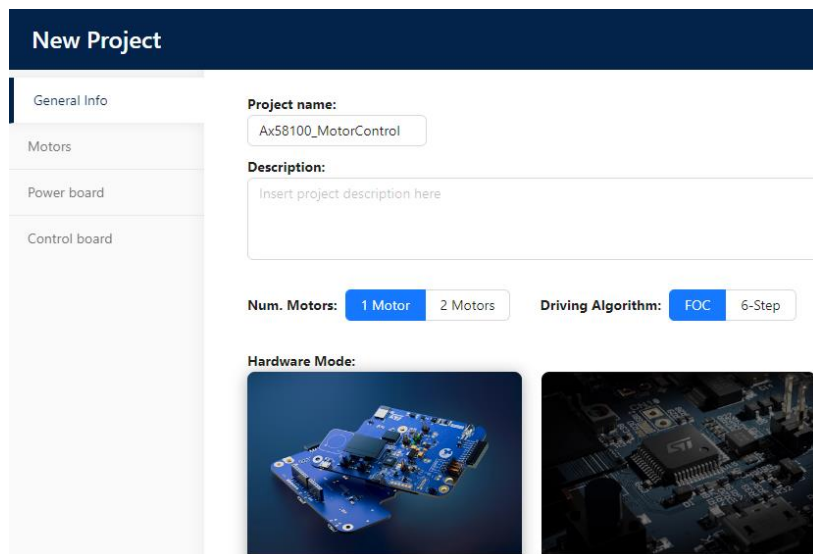 New Project
General Info
Motors
Power board
Control board
Project name:
Ax58100_MotorControl
Description:
Insert project description here
Num. Motors: 1 Motor 2 Motors Driving Algorithm: FOC 6-Step
Hardware Mode: